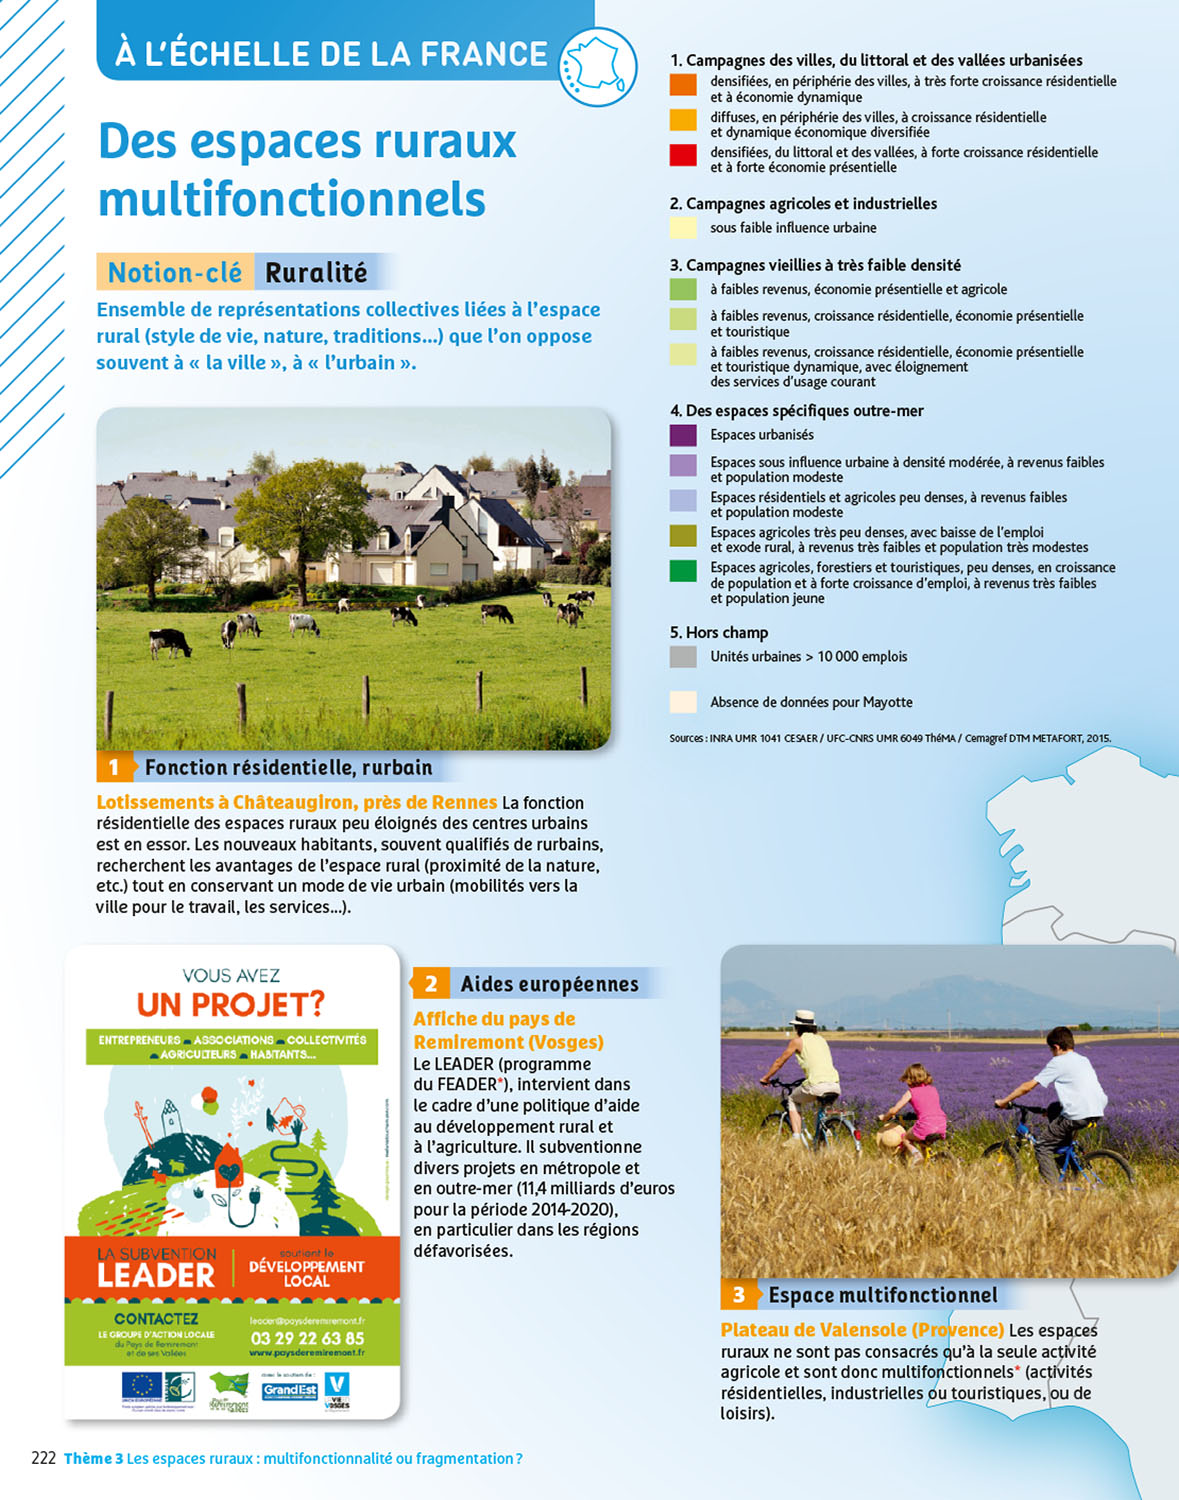 À L'ÉCHELLE DE LA FRANCE
Des espaces ruraux
multifonctionnels
Notion-clé Ruralité
Ensemble de représentations collectives liées à l'espace
rural (style de vie, nature, traditions...) que l'on oppose
souvent à « la ville », à « l'urbain ».
1 Fonction résidentielle, rurbain
Lotissements à Châteaugiron, près de Rennes La fonction
résidentielle des espaces ruraux peu éloignés des centres urbains
est en essor. Les nouveaux habitants, souvent qualifiés de rurbains,
recherchent les avantages de l'espace rural (proximité de la nature,
etc.) tout en conservant un mode de vie urbain (mobilités vers la
ville pour le travail, les services...).
1. Campagnes des villes, du littoral et des vallées urbanisées
densifiées, en périphérie des villes, à très forte croissance résidentielle
et à économie dynamique
diffuses, en périphérie des villes, à croissance résidentielle
et dynamique économique diversifiée
densifiées, du littoral et des vallées, à forte croissance résidentielle
et à forte économie présentielle
2. Campagnes agricoles et industrielles
sous faible influence urbaine
3. Campagnes vieillies à très faible densité
à faibles revenus, économie présentielle et agricole
à faibles revenus, croissance résidentielle, économie présentielle
et touristique
à faibles revenus, croissance résidentielle, économie présentielle
et touristique dynamique, avec éloignement
des services d'usage courant
4. Des espaces spécifiques outre-mer
Espaces urbanisés
Espaces sous influence urbaine à densité modérée, à revenus faibles
et population modeste
Espaces résidentiels et agricoles peu denses, à revenus faibles
et population modeste
Espaces agricoles très peu denses, avec baisse de l'emploi
et exode rural, à revenus très faibles et population très modestes
Espaces agricoles, forestiers et touristiques, peu denses, en croissance
de population et à forte croissance d'emploi, à revenus très faibles
et population jeune
5. Hors champ
Unités urbaines > 10 000 emplois
Absence de données pour Mayotte
Sources : INRA UMR 1041 CESAER / UFC-CNRS UMR 6049 ThéMA / Cemagref DTM METAFORT, 2015.
VOUS AVEZ
UN PROJET?
ENTREPRENEURS ASSOCIATIONS COLLECTIVITÉS
AGRICULTEURS HABITANTS...
LA SUBVENTION
LEADER
soutient le
DÉVELOPPEMENT
LOCAL
CONTACTEZ
LE GROUPE D'ACTION LOCALE
du Pays de Remiremont
et de ses Vallées
leader@paysderemiremont.fr
03 29 22 63 85
www.paysderemiremont.fr
avec le soutien de :
GrandEst
VOSGES
2 Aides européennes
Affiche du pays de
Remiremont (Vosges)
Le LEADER (programme
du FEADER*), intervient dans
le cadre d'une politique d'aide
au développement rural et
à l'agriculture. Il subventionne
divers projets en métropole et
en outre-mer (11,4 milliards d'euros
pour la période 2014-2020),
en particulier dans les régions
défavorisées.
3 Espace multifonctionnel
Plateau de Valensole (Provence) Les espaces
ruraux ne sont pas consacrés qu'à la seule activité
agricole et sont donc multifonctionnels* (activités
résidentielles, industrielles ou touristiques, ou de
loisirs).
222 Thème 3 Les espaces ruraux : multifonctionnalité ou fragmentation ?